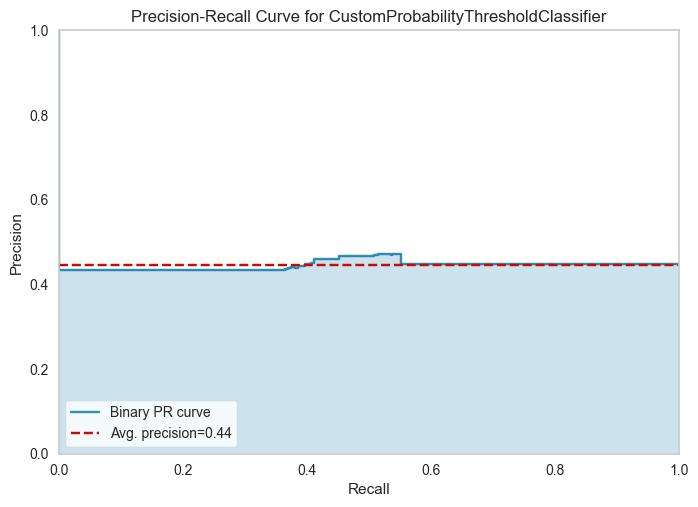 Precision-Recall Curve for CustomProbabilityThresholdClassifier
1.0
0.8
0.6
0.4
0.2
0.0
Precision
Binary PR curve
Avg. precision=0.44
0.0 0.2 0.4 0.6 0.8 1.0
Recall